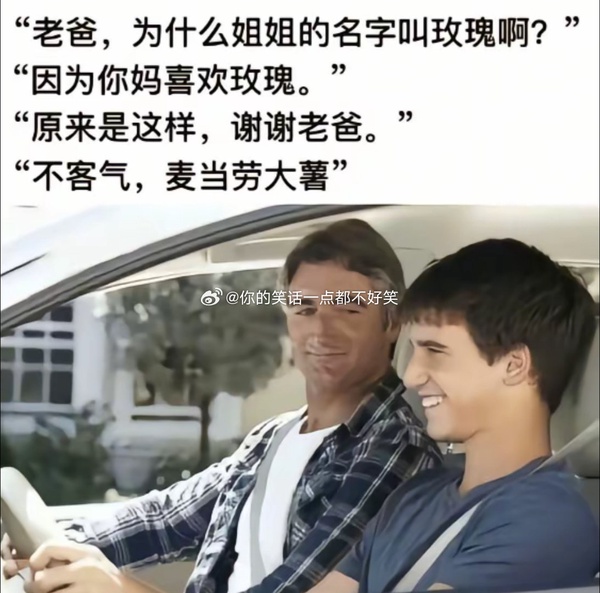 “老爸，为什么姐姐的名字叫玫瑰啊？”
“因为你妈喜欢玫瑰。”
“原来是这样，谢谢老爸。”
“不客气，麦当劳大薯”
@你的笑话一点都不好笑